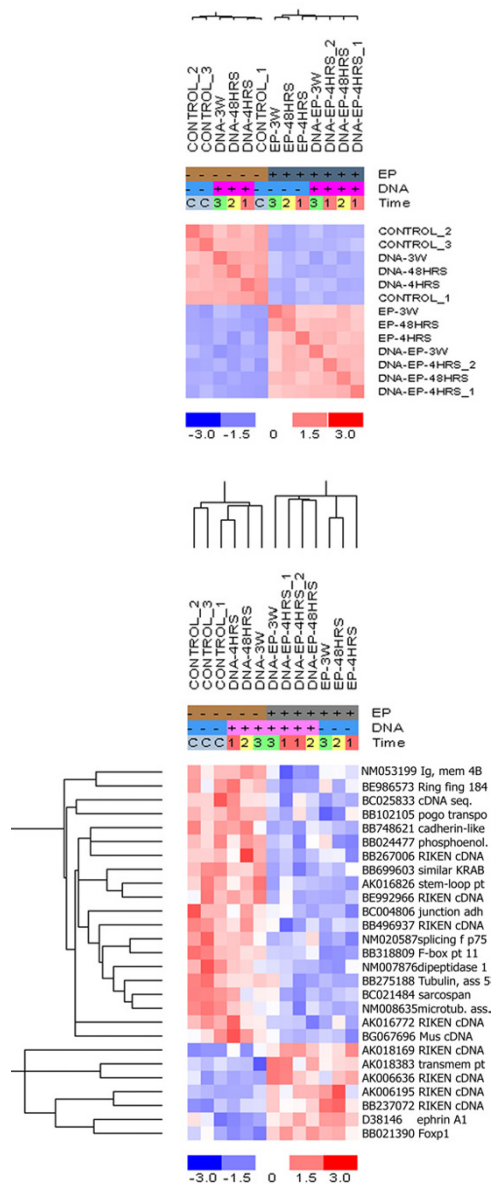 CONTROL_2
CONTROL_3
DNA-3W
DNA-48HRS
DNA-4HRS
CONTROL_1
EP-3W
EP-48HRS
EP-4HRS
DNA-EP-3W
DNA-EP-4HRS_2
DNA-EP-48HRS
DNA-EP-4HRS_1
- - - - - - + + + + + + + EP
- - + + + - - - - + + + + DNA
C C 3 2 1 C 3 2 1 3 1 2 1 Time
CONTROL_2
CONTROL_3
DNA-3W
DNA-48HRS
DNA-4HRS
CONTROL_1
EP-3W
EP-48HRS
EP-4HRS
DNA-EP-3W
DNA-EP-4HRS_2
DNA-EP-48HRS
DNA-EP-4HRS_1
-3.0 -1.5 0 1.5 3.0
CONTROL_2
CONTROL_3
CONTROL_1
DNA-4HRS
DNA-48HRS
DNA-3W
DNA-EP-3W
DNA-EP-4HRS_1
DNA-EP-4HRS_2
DNA-EP-48HRS
EP-3W
EP-48HRS
EP-4HRS
- - - - - - + + + + + + + EP
- - - + + + + + + + - - - DNA
C C C 1 2 3 3 1 1 2 3 2 1 Time
NM053199 Ig, mem 4B
BE986573 Ring fing 184
BC025833 cDNA seq.
BB102105 pogo transpo
BB748621 cadherin-like
BB024477 phosphoenol.
BB267006 RIKEN cDNA
BB699603 similar KRAB
AK016826 stem-loop pt
BE992966 RIKEN cDNA
BC004806 junction adh
BB496937 RIKEN cDNA
NM020587splicing f p75
BB318809 F-box pt 11
NM007876dipeptidase 1
BB275188 Tubulin, ass 5
BC021484 sarcospan
NM008635microtub. ass.
AK016772 RIKEN cDNA
BG067696 Mus cDNA
AK018169 RIKEN cDNA
AK018383 transmem pt
AK006636 RIKEN cDNA
AK006195 RIKEN cDNA
BB237072 RIKEN cDNA
D38146 ephrin A1
BB021390 Foxp1
-3.0 -1.5 0 1.5 3.0